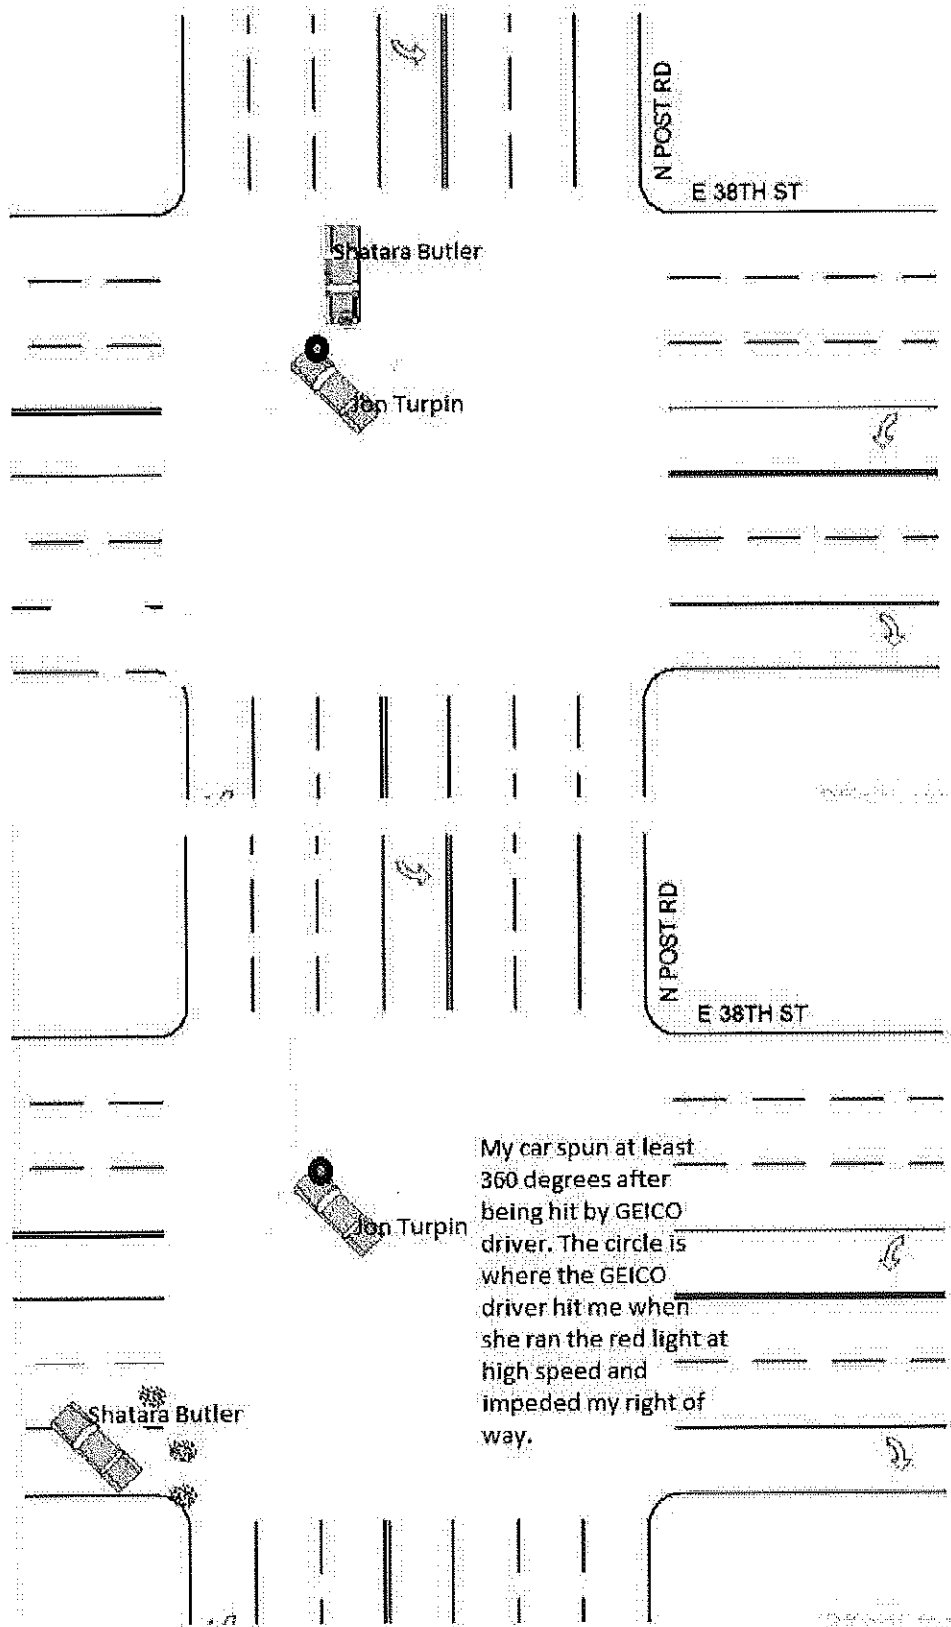 N POST RD
E 38TH ST
Shatara Butler
Jon Turpin
N POST RD
E 38TH ST
My car spun at least
360 degrees after
being hit by GEICO
driver. The circle is
where the GEICO
driver hit me when
she ran the red light at
high speed and
impeded my right of
way.
Jon Turpin
Shatara Butler